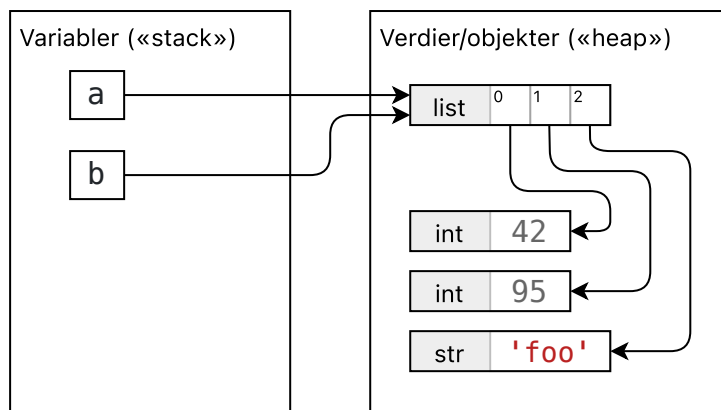 Variabler («stack»)
a
b
Verdier/objekter («heap»)
list 0 1 2
int 42
int 95
str 'foo'